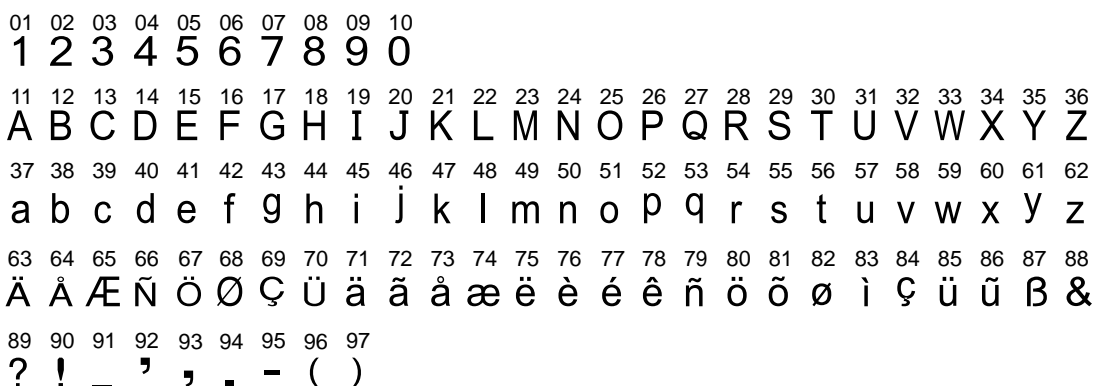 01 02 03 04 05 06 07 08 09 10
1 2 3 4 5 6 7 8 9 0
11 12 13 14 15 16 17 18 19 20 21 22 23 24 25 26 27 28 29 30 31 32 33 34 35 36
A B C D E F G H I J K L M N O P Q R S T U V W X Y Z
37 38 39 40 41 42 43 44 45 46 47 48 49 50 51 52 53 54 55 56 57 58 59 60 61 62
a b c d e f g h i j k l m n o p q r s t u v w x y z
63 64 65 66 67 68 69 70 71 72 73 74 75 76 77 78 79 80 81 82 83 84 85 86 87 88
Ä Å Æ Ñ Ö Ø Ç Ü ä ã å æ ë è é ê ñ ö õ ø ì ç ü ũ ß &
89 90 91 92 93 94 95 96 97
? ! _ ’ , . - ( )